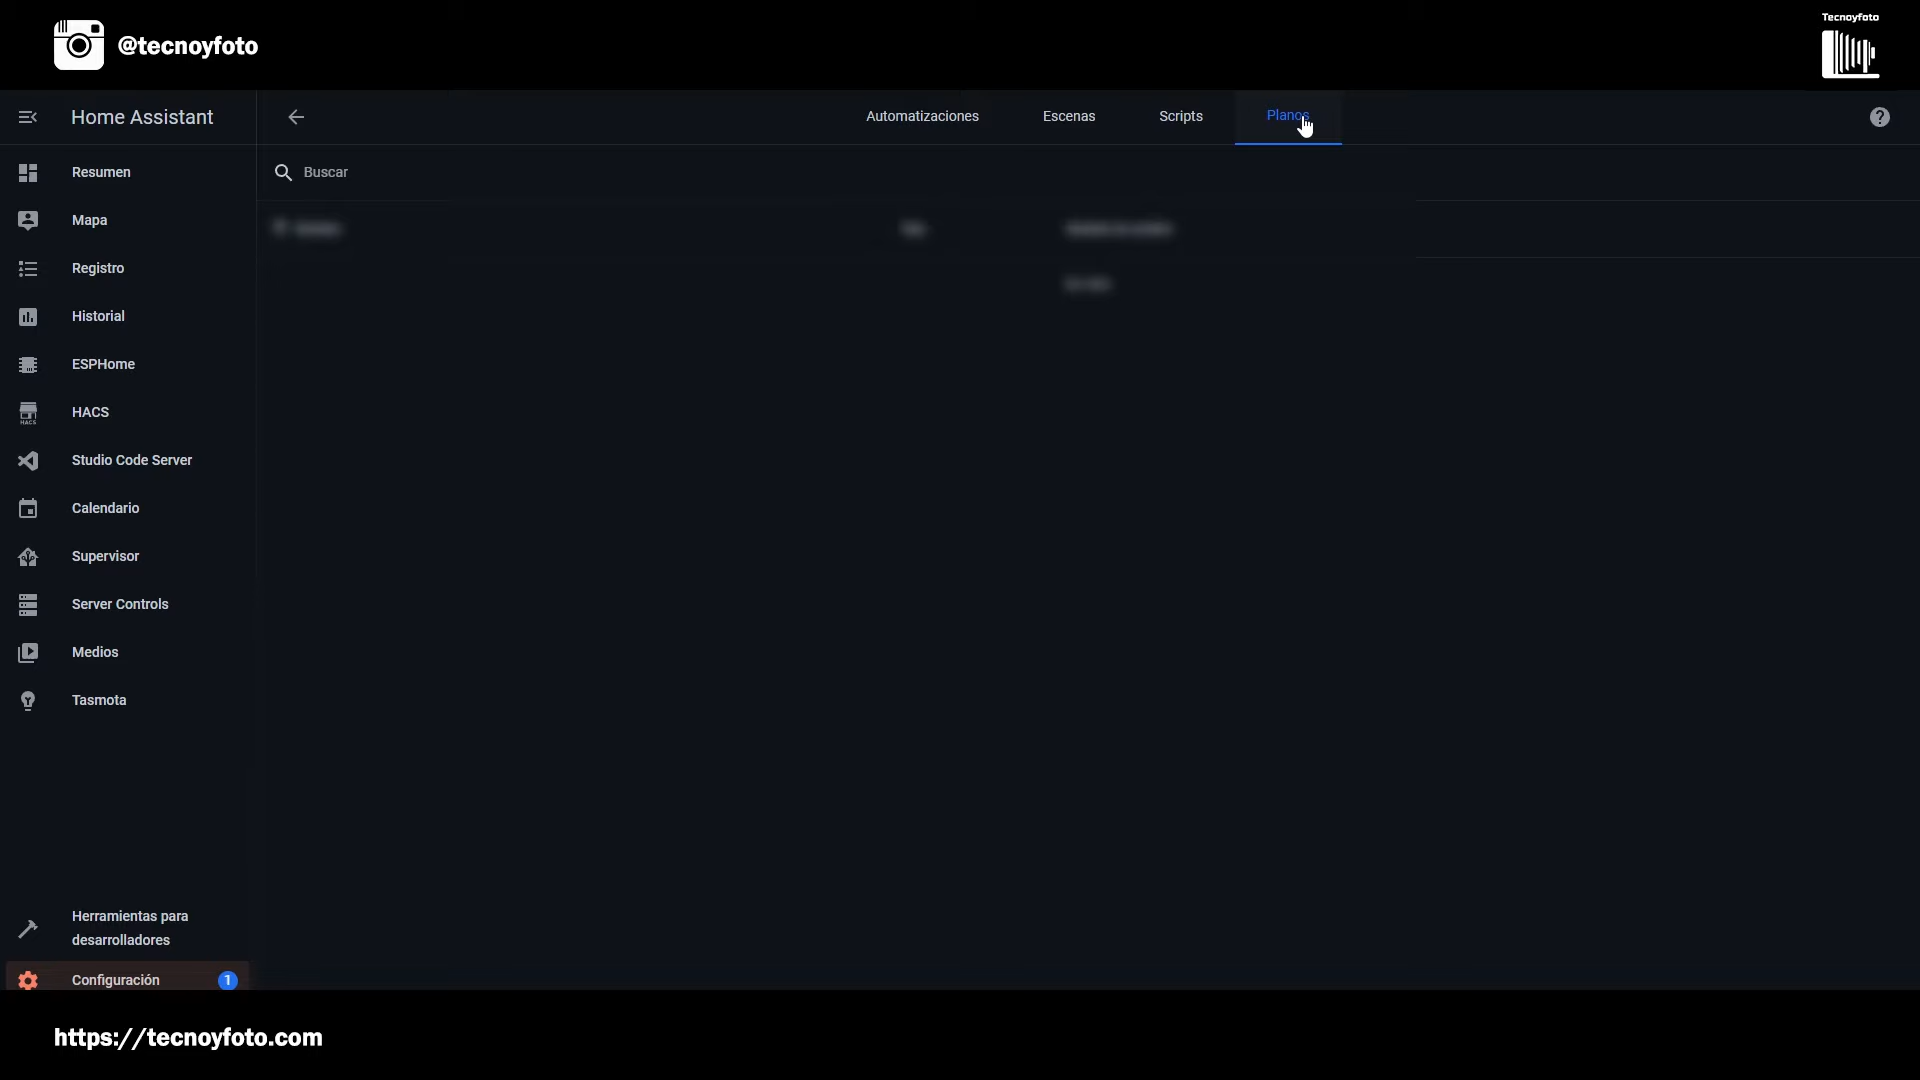 @tecnoyfoto
Tecnoyfoto
Home Assistant
Automatizaciones
Escenas
Scripts
Planos
Buscar
Resumen
Mapa
Registro
Historial
ESPHome
HACS
HACS
Studio Code Server
Calendario
Supervisor
Server Controls
Medios
Tasmota
Herramientas para
desarrolladores
Configuración
1
https://tecnoyfoto.com